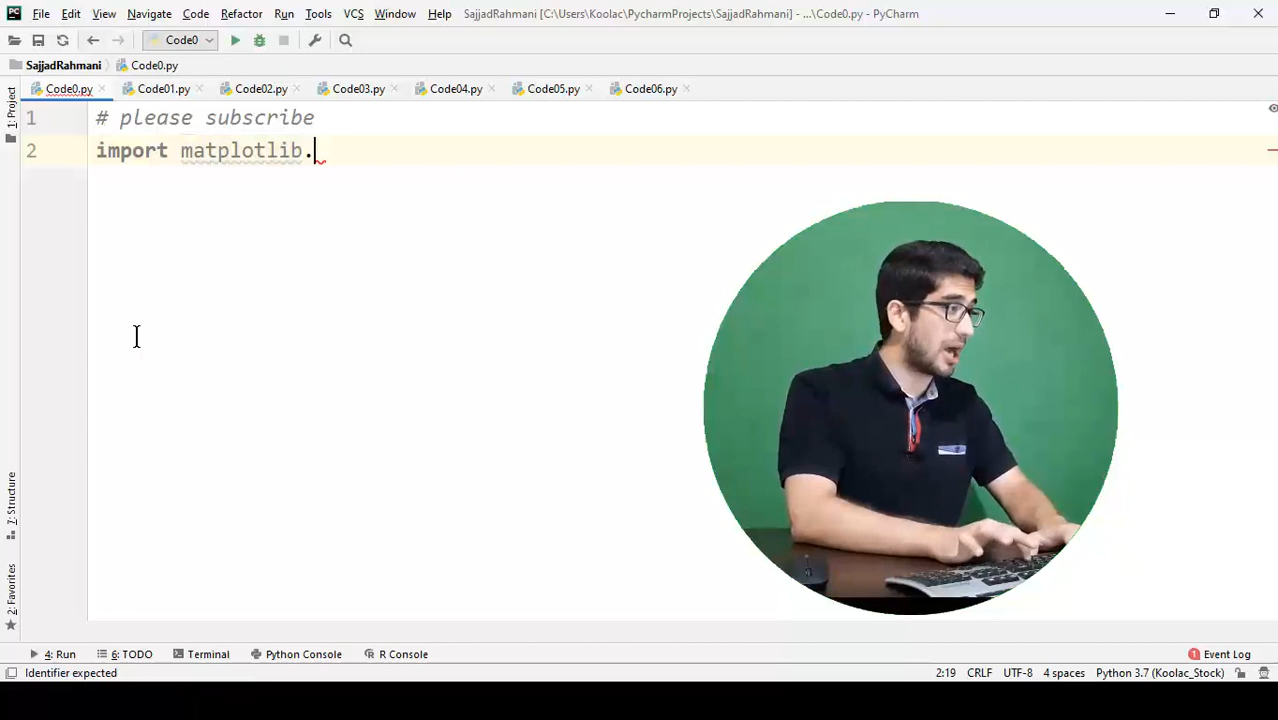 PC File Edit View Navigate Code Refactor Run Tools VCS Window Help SajjadRahmani [C:\Users\Koolac\PycharmProjects\SajjadRahmani] - ...\Code0.py - PyCharm
Code0
SajjadRahmani Code0.py
1: Project
Code0.py Code01.py Code02.py Code03.py Code04.py Code05.py Code06.py
1 # please subscribe
2 import matplotlib.
7: Structure
2: Favorites
4: Run 6: TODO Terminal Python Console R Console 1 Event Log
Identifier expected 2:19 CRLF UTF-8 4 spaces Python 3.7 (Koolac_Stock)